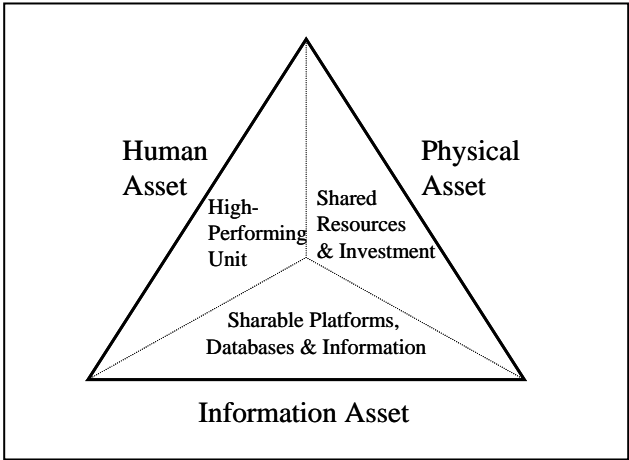 Human
Asset
Physical
Asset
High-
Performing
Unit
Shared
Resources
& Investment
Sharable Platforms,
Databases & Information
Information Asset